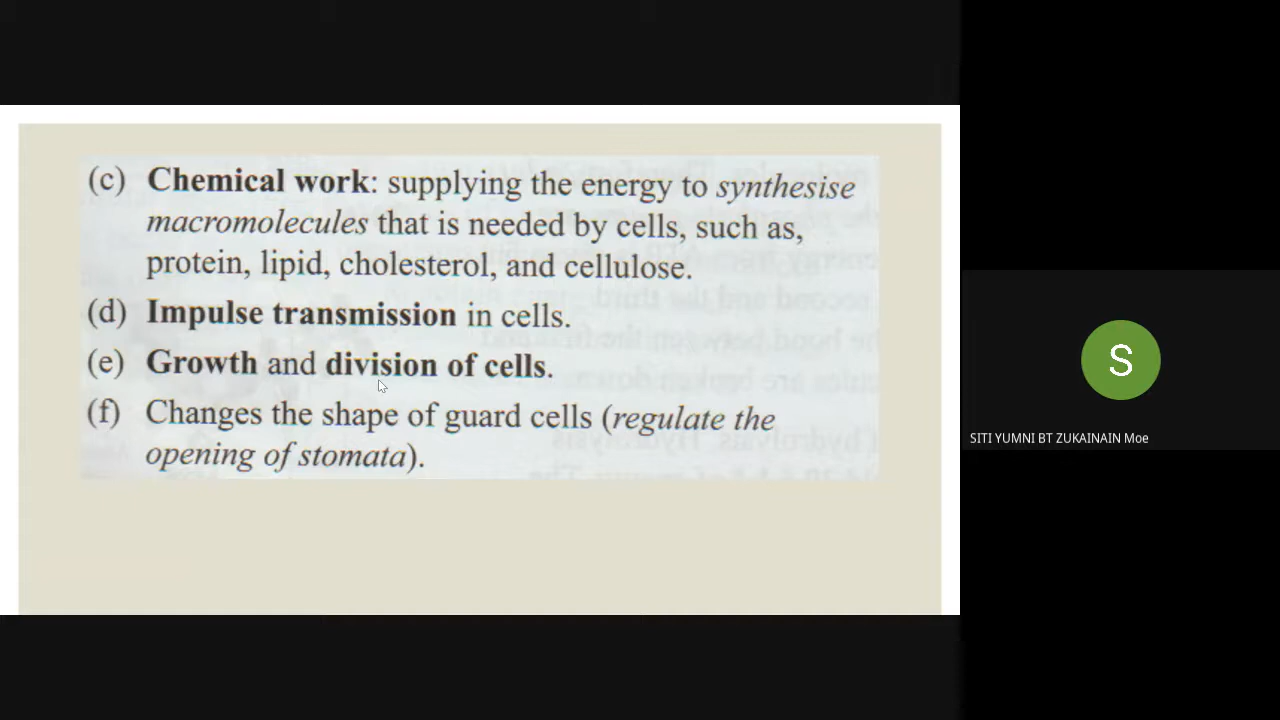 (c) Chemical work: supplying the energy to synthesise
macromolecules that is needed by cells, such as,
protein, lipid, cholesterol, and cellulose.
(d) Impulse transmission in cells.
(e) Growth and division of cells.
(f) Changes the shape of guard cells (regulate the
opening of stomata).
S
SITI YUMNI BT ZUKAINAIN Moe